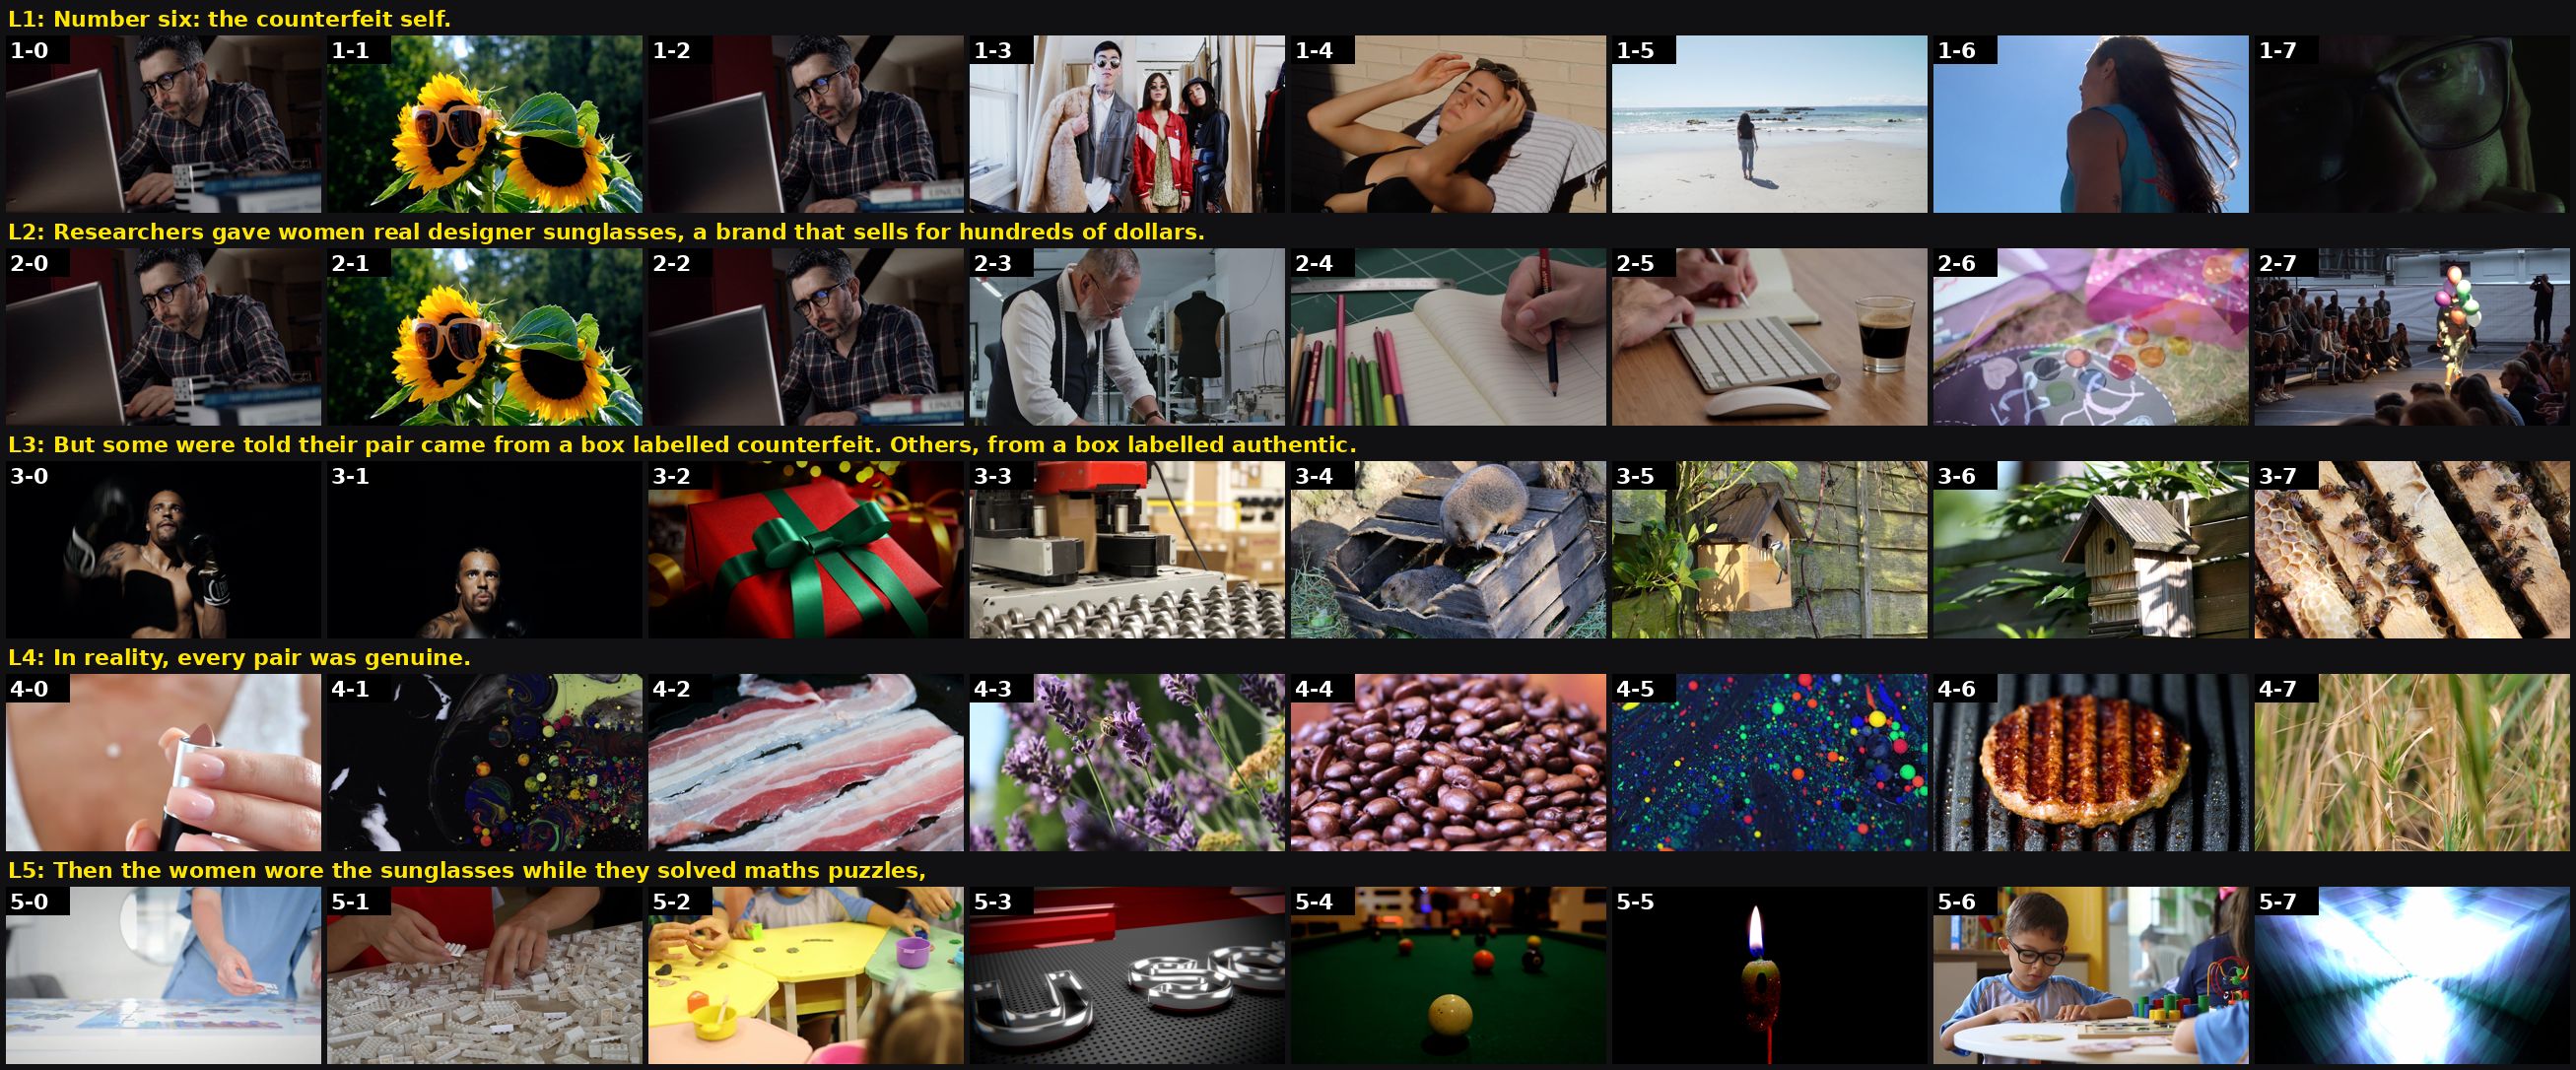 L1: Number six: the counterfeit self.
1-0 1-1 1-2 1-3 1-4 1-5 1-6 1-7
L2: Researchers gave women real designer sunglasses, a brand that sells for hundreds of dollars.
2-0 2-1 2-2 2-3 2-4 2-5 2-6 2-7
L3: But some were told their pair came from a box labelled counterfeit. Others, from a box labelled authentic.
3-0 3-1 3-2 3-3 3-4 3-5 3-6 3-7
L4: In reality, every pair was genuine.
4-0 4-1 4-2 4-3 4-4 4-5 4-6 4-7
L5: Then the women wore the sunglasses while they solved maths puzzles,
5-0 5-1 5-2 5-3 5-4 5-5 5-6 5-7